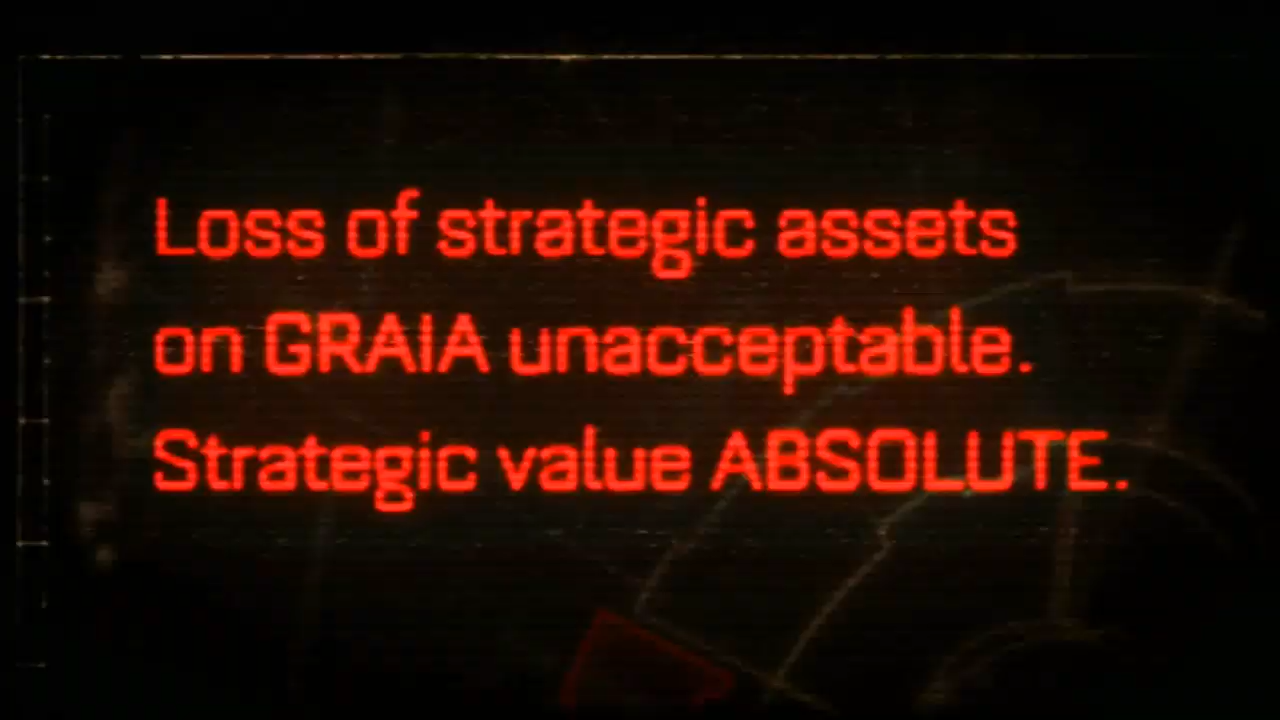 Loss of strategic assets
on GRAIA unacceptable.
Strategic value ABSOLUTE.